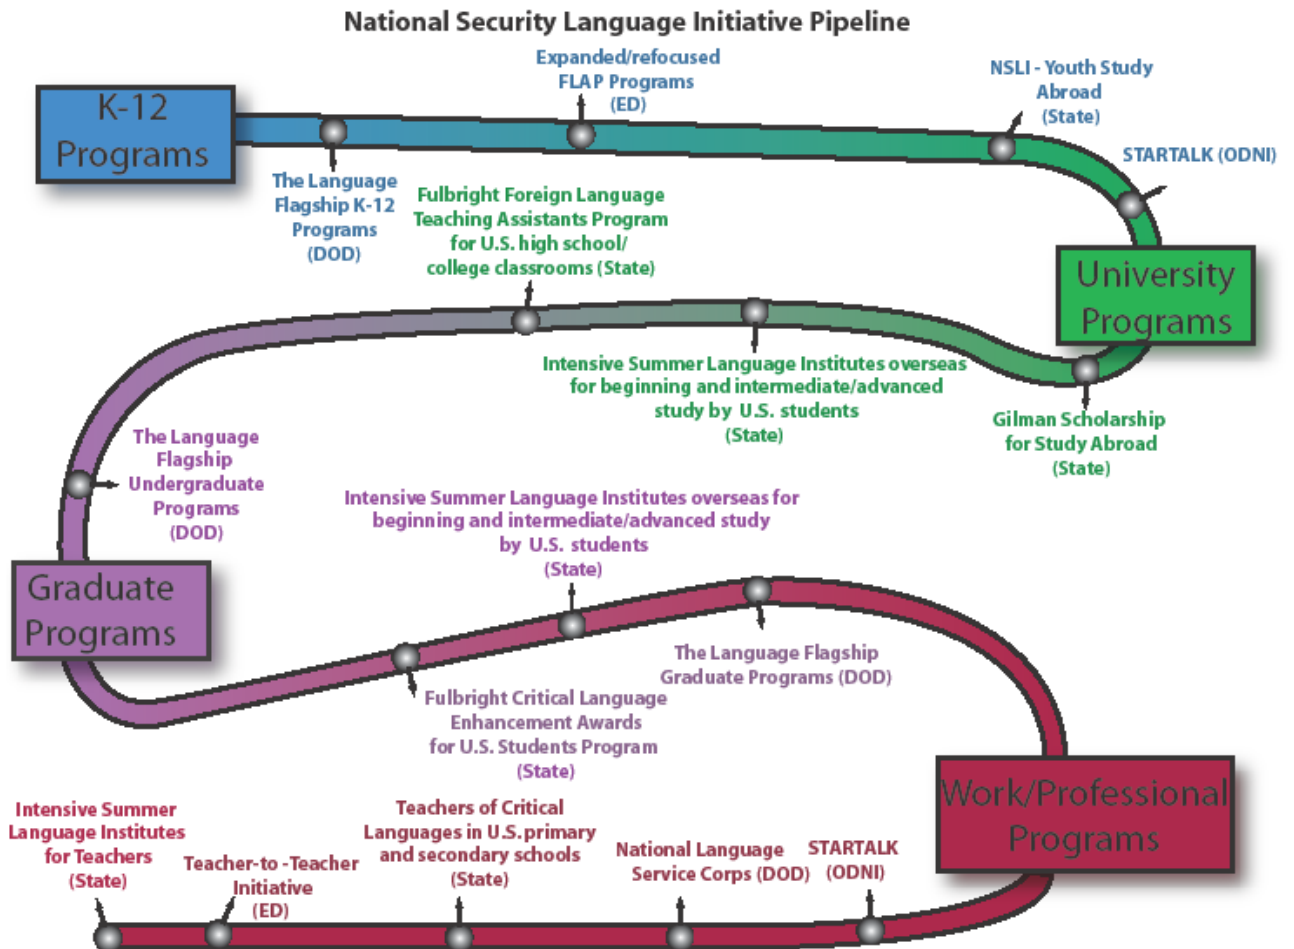 National Security Language Initiative Pipeline
K-12
Programs
The Language
Flagship K-12
Programs
(DOD)
Expanded/refocused
FLAP Programs
(ED)
NSLI - Youth Study
Abroad
(State)
STARTALK (ODNI)
University
Programs
Gilman Scholarship
for Study Abroad
(State)
Intensive Summer Language Institutes overseas
for beginning and intermediate/advanced
study by U.S. students
(State)
Fulbright Foreign Language
Teaching Assistants Program
for U.S. high school/
college classrooms (State)
The Language
Flagship
Undergraduate
Programs
(DOD)
Graduate
Programs
Fulbright Critical Language
Enhancement Awards
for U.S. Students Program
(State)
Intensive Summer Language Institutes overseas for
beginning and intermediate/advanced study
by U.S. students
(State)
The Language Flagship
Graduate Programs (DOD)
Work/Professional
Programs
STARTALK
(ODNI)
National Language
Service Corps (DOD)
Teachers of Critical
Languages in U.S. primary
and secondary schools
(State)
Teacher-to -Teacher
Initiative
(ED)
Intensive Summer
Language Institutes
for Teachers
(State)